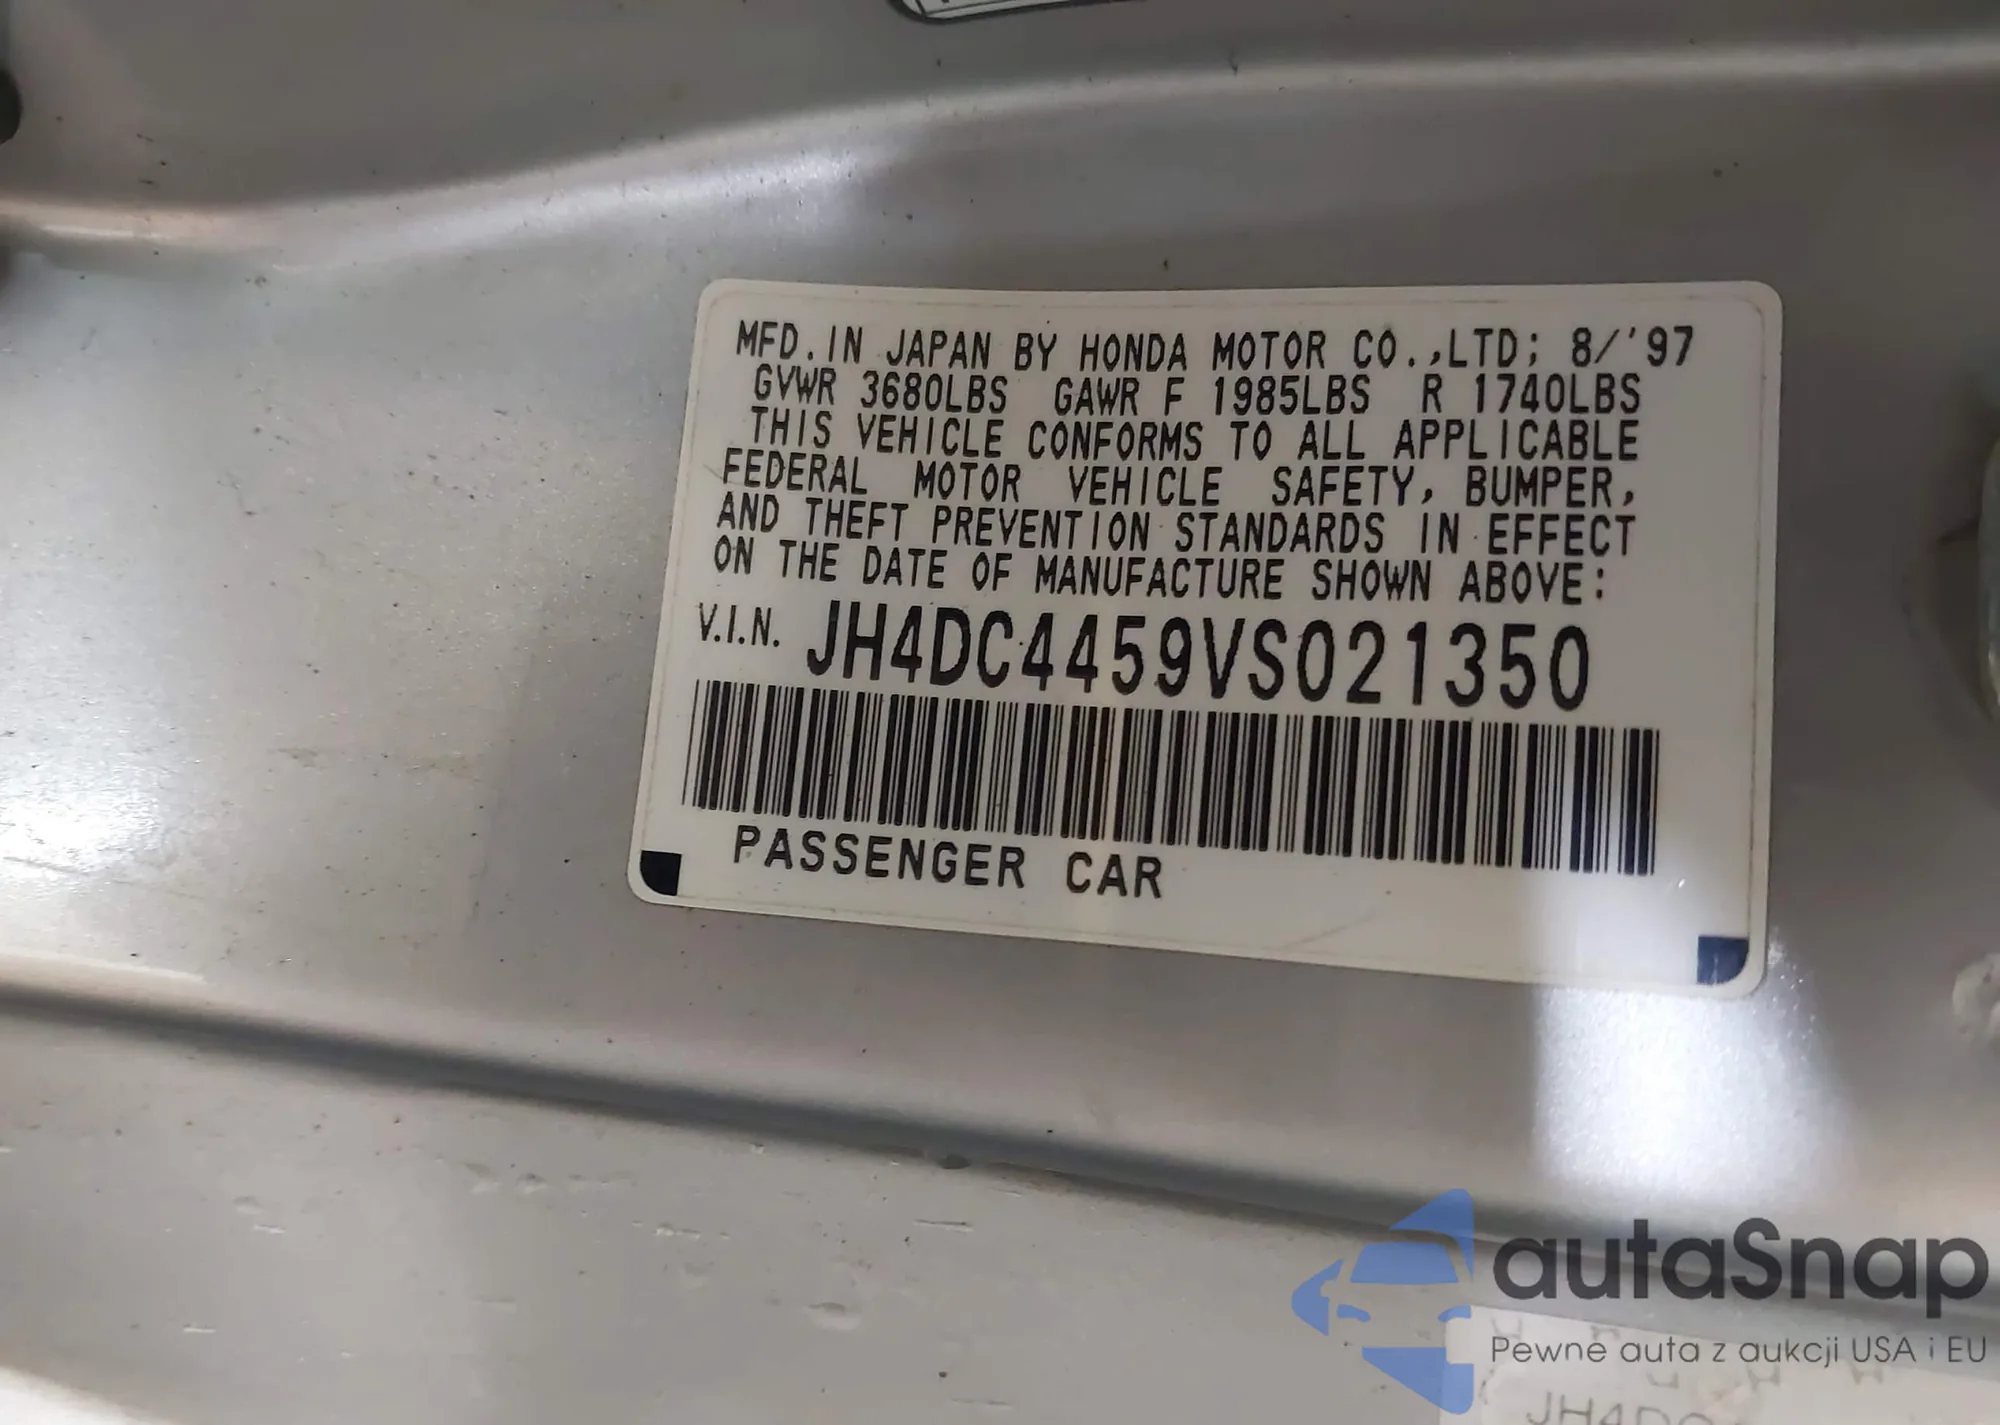 MFD. IN JAPAN BY HONDA MOTOR CO.,LTD; 8/'97
GVWR 3680LBS GAWR F 1985LBS R 1740LBS
THIS VEHICLE CONFORMS TO ALL APPLICABLE
FEDERAL MOTOR VEHICLE SAFETY, BUMPER,
AND THEFT PREVENTION STANDARDS IN EFFECT
ON THE DATE OF MANUFACTURE SHOWN ABOVE:
V.I.N. JH4DC4459VS021350
PASSENGER CAR
autaSnap
Pewne auta z aukcji USA i EU